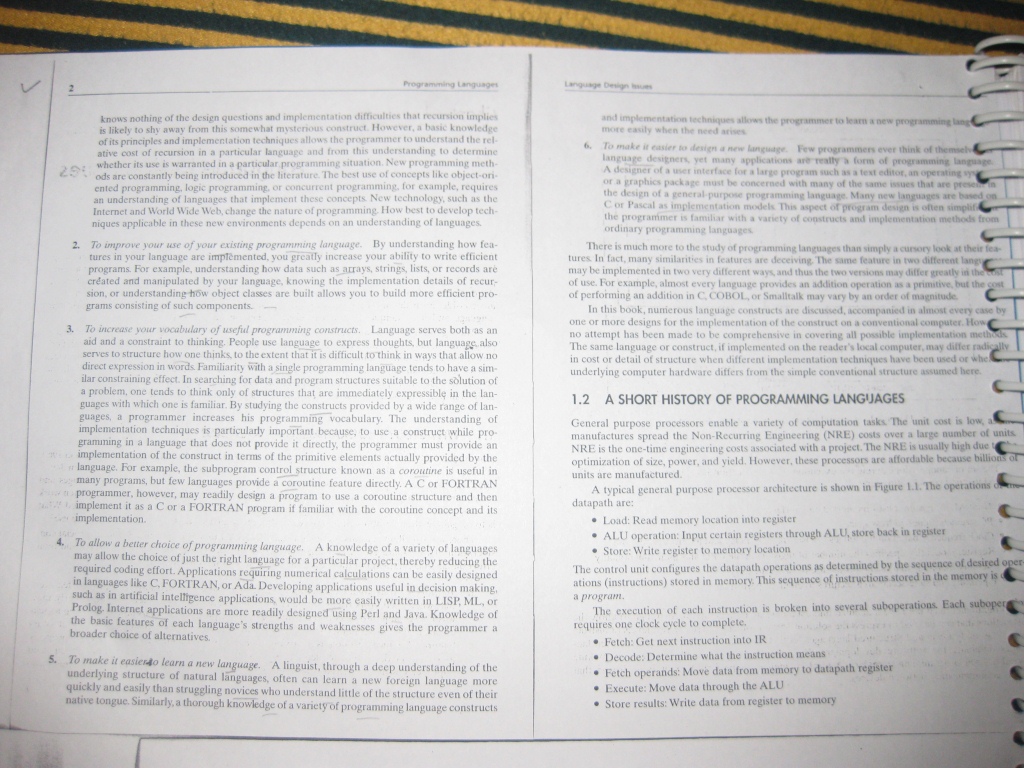 2
Programming Languages
knows nothing of the design questions and implementation difficulties that recursion implies
is likely to shy away from this somewhat mysterious construct. However, a basic knowledge
of its principles and implementation techniques allows the programmer to understand the rel-
ative cost of recursion in a particular language and from this understanding to determine
whether its use is warranted in a particular programming situation. New programming meth-
ods are constantly being introduced in the literature. The best use of concepts like object-ori-
ented programming, logic programming, or concurrent programming, for example, requires
an understanding of languages that implement these concepts. New technology, such as the
Internet and World Wide Web, change the nature of programming. How best to develop tech-
niques applicable in these new environments depends on an understanding of languages.
2. To improve your use of your existing programming language. By understanding how fea-
tures in your language are implemented, you greatly increase your ability to write efficient
programs. For example, understanding how data such as arrays, strings, lists, or records are
created and manipulated by your language, knowing the implementation details of recur-
sion, or understanding how object classes are built allows you to build more efficient pro-
grams consisting of such components.
3. To increase your vocabulary of useful programming constructs. Language serves both as an
aid and a constraint to thinking. People use language to express thoughts, but language also
serves to structure how one thinks, to the extent that it is difficult to think in ways that allow no
direct expression in words. Familiarity with a single programming language tends to have a sim-
ilar constraining effect. In searching for data and program structures suitable to the solution of
a problem, one tends to think only of structures that are immediately expressible in the lan-
guages with which one is familiar. By studying the constructs provided by a wide range of lan-
guages, a programmer increases his programming vocabulary. The understanding of
implementation techniques is particularly important because, to use a construct while pro-
gramming in a language that does not provide it directly, the programmer must provide an
implementation of the construct in terms of the primitive elements actually provided by the
language. For example, the subprogram control structure known as a coroutine is useful in
many programs, but few languages provide a coroutine feature directly. A C or FORTRAN
programmer, however, may readily design a program to use a coroutine structure and then
implement it as a C or a FORTRAN program if familiar with the coroutine concept and its
implementation.
4. To allow a better choice of programming language. A knowledge of a variety of languages
may allow the choice of just the right language for a particular project, thereby reducing the
required coding effort. Applications requiring numerical calculations can be easily designed
in languages like C, FORTRAN, or Ada. Developing applications useful in decision making,
such as in artificial intelligence applications, would be more easily written in LISP, ML, or
Prolog. Internet applications are more readily designed using Perl and Java. Knowledge of
the basic features of each language's strengths and weaknesses gives the programmer a
broader choice of alternatives.
5. To make it easier to learn a new language. A linguist, through a deep understanding of the
underlying structure of natural languages, often can learn a new foreign language more
quickly and easily than struggling novices who understand little of the structure even of their
native tongue. Similarly, a thorough knowledge of a variety of programming language constructs
Language Design Issues
and implementation techniques allows the programmer to learn a new programming
more easily when the need arises.
6. To make it easier to design a new language. Few programmers ever think of
language designers, yet many applications are really a form of programming language.
A designer of a user interface for a large program such as a text editor, an operating
or a graphics package must be concerned with many of the same issues that are in
the design of a general-purpose programming language. Many new languages are based on
C or Pascal as implementation models. This aspect of program design is often
the programmer is familiar with a variety of constructs and implementation methods from
ordinary programming languages.
There is much more to the study of programming languages than simply a cursory look at their fea-
tures. In fact, many similarities in features are deceiving. The same feature in two different
may be implemented in two very different ways, and thus the two versions may differ greatly in the cost
of use. For example, almost every language provides an addition operation as a primitive, but the cost
of performing an addition in C, COBOL, or Smalltalk may vary by an order of magnitude.
In this book, numerous language constructs are discussed, accompanied in almost every case by
one or more designs for the implementation of the construct on a conventional computer.
no attempt has been made to be comprehensive in covering all possible implementation methods.
The same language or construct, if implemented on the reader's local computer, may differ radically
in cost or detail of structure when different implementation techniques have been used or
underlying computer hardware differs from the simple conventional structure assumed here.
1.2 A SHORT HISTORY OF PROGRAMMING LANGUAGES
General purpose processors enable a variety of computation tasks. The unit cost is low,
manufactures spread the Non-Recurring Engineering (NRE) costs over a large number of units.
NRE is the one-time engineering costs associated with a project. The NRE is usually high due
optimization of size, power, and yield. However, these processors are affordable because billions of
units are manufactured.
A typical general purpose processor architecture is shown in Figure 1.1. The operations
datapath are:
• Load: Read memory location into register
• ALU operation: Input certain registers through ALU, store back in register
• Store: Write register to memory location
The control unit configures the datapath operations as determined by the sequence of desired oper-
ations (instructions) stored in memory. This sequence of instructions stored in the memory is
a program.
The execution of each instruction is broken into several suboperations. Each
requires one clock cycle to complete.
• Fetch: Get next instruction into IR
• Decode: Determine what the instruction means
• Fetch operands: Move data from memory to datapath register
• Execute: Move data through the ALU
• Store results: Write data from register to memory